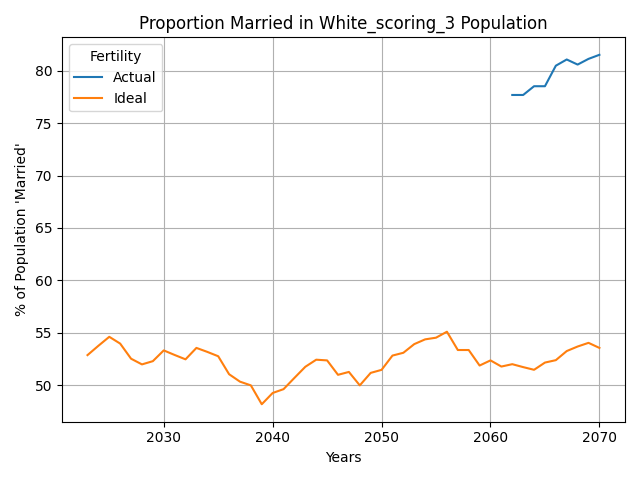 Proportion Married in White_scoring_3 Population
Fertility
Actual
Ideal
% of Population 'Married'
80
75
70
65
60
55
50
2030
2040
2050
2060
2070
Years